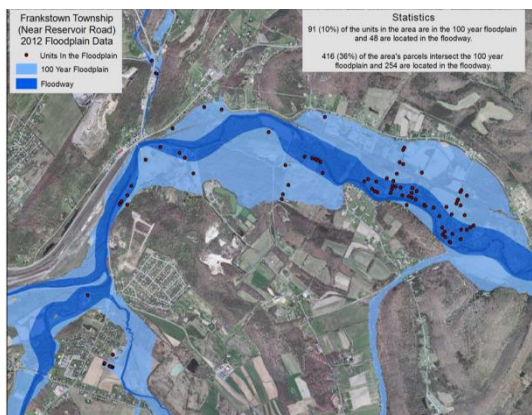 Frankstown Township
(Near Reservoir Road)
2012 Floodplain Data
Units In the Floodplain
100 Year Floodplain
Floodway
Statistics
91 (10%) of the units in the area are in the 100 year floodplain
and 48 are located in the floodway.
416 (36%) of the area's parcels intersect the 100 year
floodplain and 254 are located in the floodway.